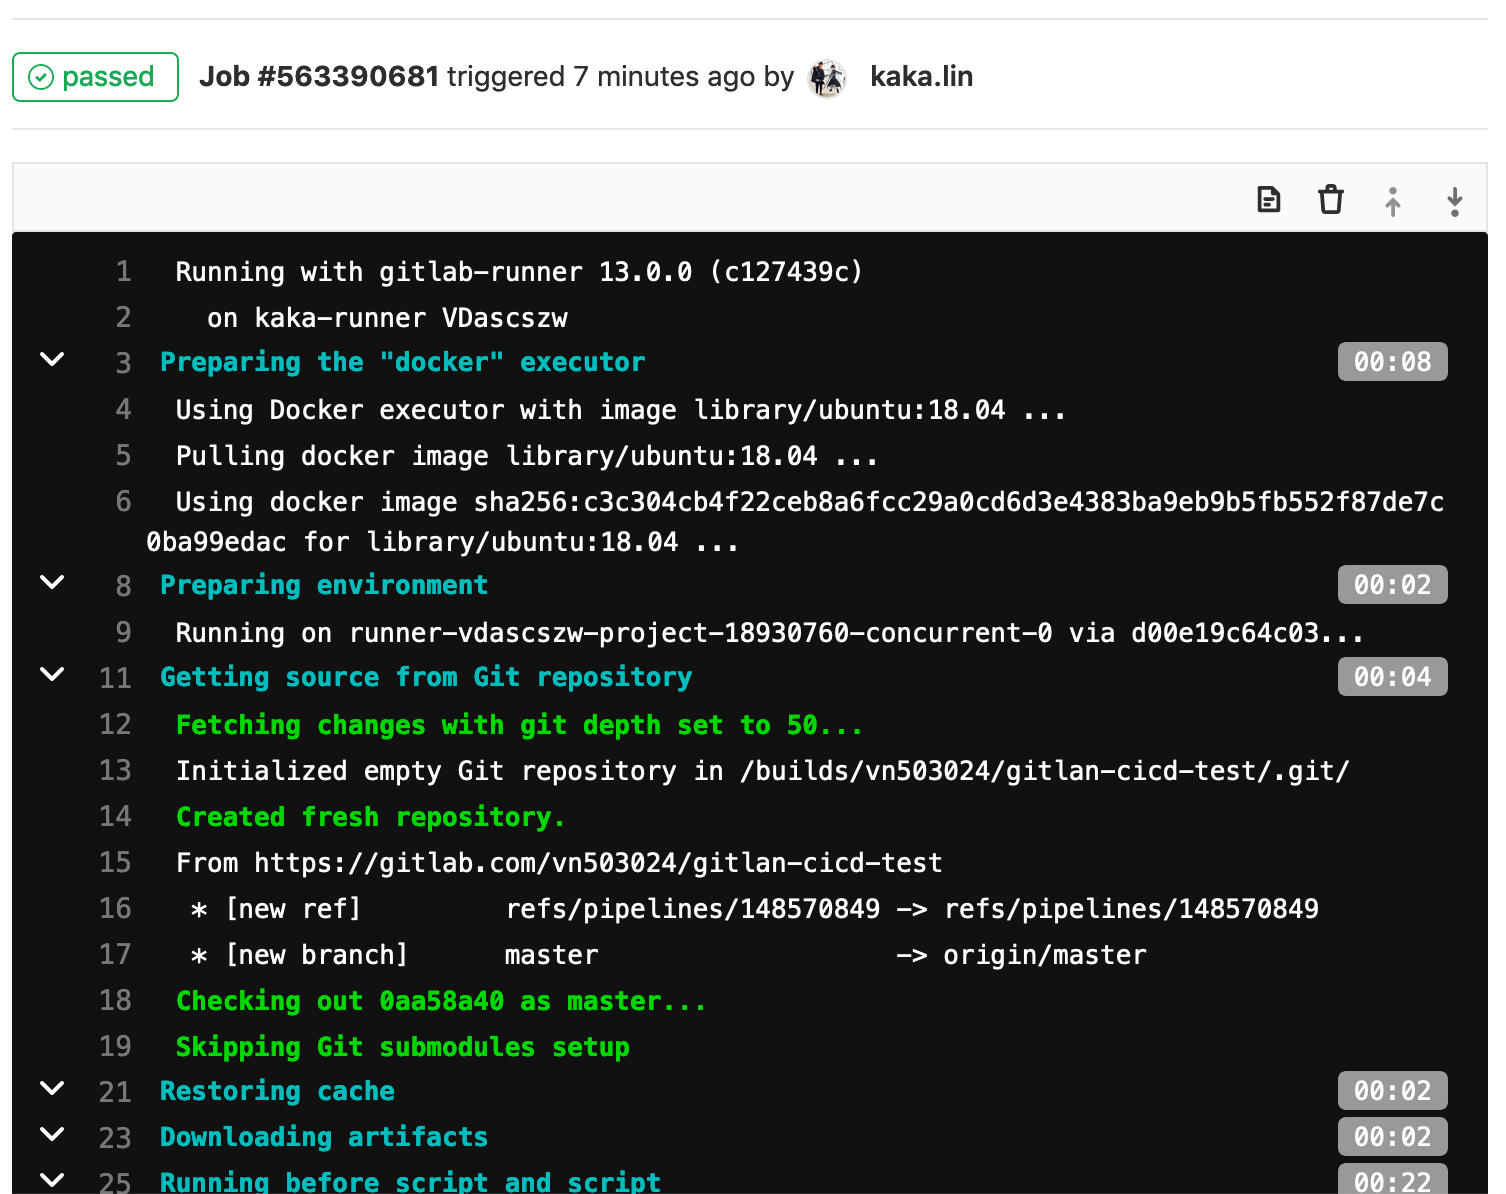 passed Job #563390681 triggered 7 minutes ago by kaka.lin
1 Running with gitlab-runner 13.0.0 (c127439c)
2 on kaka-runner VDascszw
3 Preparing the "docker" executor 00:08
4 Using Docker executor with image library/ubuntu:18.04 ...
5 Pulling docker image library/ubuntu:18.04 ...
6 Using docker image sha256:c3c304cb4f22ceb8a6fcc29a0cd6d3e4383ba9eb9b5fb552f87de7c
0ba99edac for library/ubuntu:18.04 ...
8 Preparing environment 00:02
9 Running on runner-vdascszw-project-18930760-concurrent-0 via d00e19c64c03...
11 Getting source from Git repository 00:04
12 Fetching changes with git depth set to 50...
13 Initialized empty Git repository in /builds/vn503024/gitlan-cicd-test/.git/
14 Created fresh repository.
15 From https://gitlab.com/vn503024/gitlan-cicd-test
16 * [new ref] refs/pipelines/148570849 -> refs/pipelines/148570849
17 * [new branch] master -> origin/master
18 Checking out 0aa58a40 as master...
19 Skipping Git submodules setup
21 Restoring cache 00:02
23 Downloading artifacts 00:02
25 Running before script and script 00:22